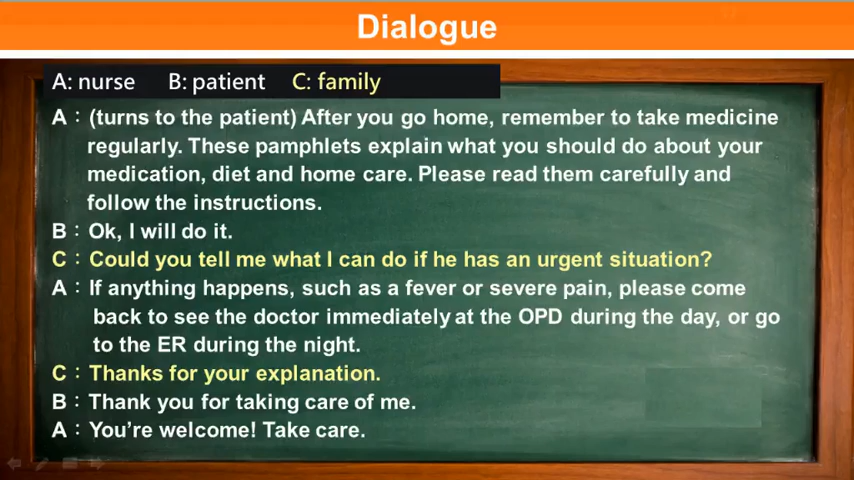 Dialogue
A: nurse B: patient C: family
A：(turns to the patient) After you go home, remember to take medicine
regularly. These pamphlets explain what you should do about your
medication, diet and home care. Please read them carefully and
follow the instructions.
B：Ok, I will do it.
C：Could you tell me what I can do if he has an urgent situation?
A：If anything happens, such as a fever or severe pain, please come
back to see the doctor immediately at the OPD during the day, or go
to the ER during the night.
C：Thanks for your explanation.
B：Thank you for taking care of me.
A：You’re welcome! Take care.